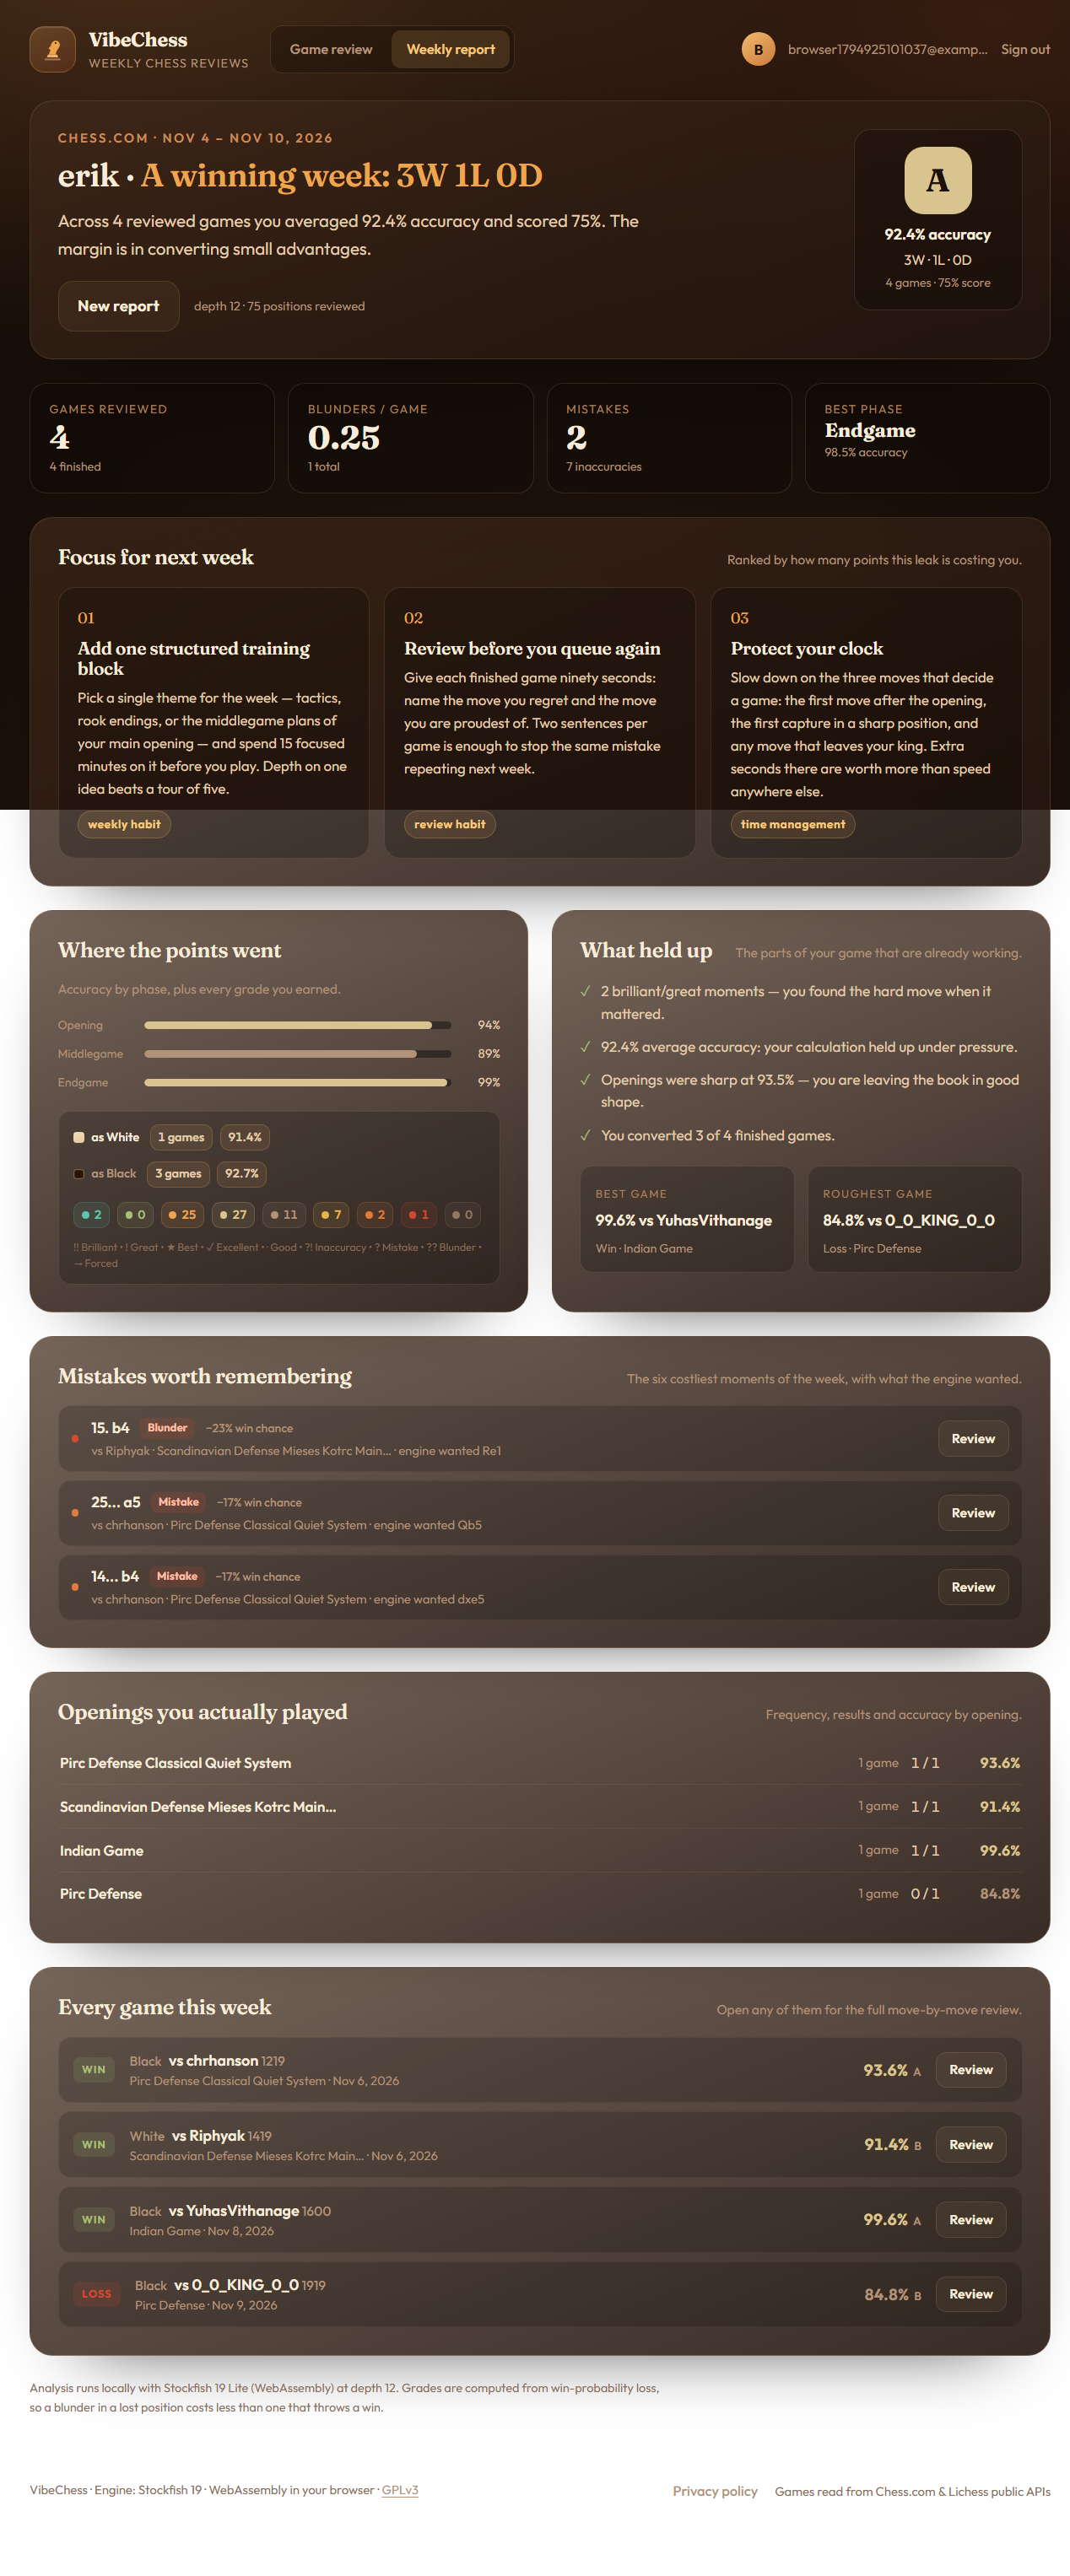 VibeChess
WEEKLY CHESS REVIEWS
Game review
Weekly report
B
browser1794925101037@examp...
Sign out
CHESS.COM · NOV 4 – NOV 10, 2026
erik · A winning week: 3W 1L 0D
Across 4 reviewed games you averaged 92.4% accuracy and scored 75%. The
margin is in converting small advantages.
New report
depth 12 · 75 positions reviewed
A
92.4% accuracy
3W · 1L · 0D
4 games · 75% score
GAMES REVIEWED
4
4 finished
BLUNDERS / GAME
0.25
1 total
MISTAKES
2
7 inaccuracies
BEST PHASE
Endgame
98.5% accuracy
Focus for next week
Ranked by how many points this leak is costing you.
01
Add one structured training
block
Pick a single theme for the week — tactics,
rook endings, or the middlegame plans of
your main opening — and spend 15 focused
minutes on it before you play. Depth on one
idea beats a tour of five.
weekly habit
02
Review before you queue again
Give each finished game ninety seconds:
name the move you regret and the move
you are proudest of. Two sentences per
game is enough to stop the same mistake
repeating next week.
review habit
03
Protect your clock
Slow down on the three moves that decide
a game: the first move after the opening,
the first capture in a sharp position, and
any move that leaves your king. Extra
seconds there are worth more than speed
anywhere else.
time management
Where the points went
Accuracy by phase, plus every grade you earned.
Opening 94%
Middlegame 89%
Endgame 99%
as White 1 games 91.4%
as Black 3 games 92.7%
2 0 25 27 11 7 2 1 0
!! Brilliant · ! Great · ★ Best · ✓ Excellent · · Good · ?! Inaccuracy · ? Mistake · ?? Blunder ·
→ Forced
What held up
The parts of your game that are already working.
✓ 2 brilliant/great moments — you found the hard move when it
mattered.
✓ 92.4% average accuracy: your calculation held up under pressure.
✓ Openings were sharp at 93.5% — you are leaving the book in good
shape.
✓ You converted 3 of 4 finished games.
BEST GAME
99.6% vs YuhasVithanage
Win · Indian Game
ROUGHEST GAME
84.8% vs 0_0_KING_0_0
Loss · Pirc Defense
Mistakes worth remembering
The six costliest moments of the week, with what the engine wanted.
15. b4 Blunder −23% win chance
vs Riphyak · Scandinavian Defense Mieses Kotrc Main... · engine wanted Re1
Review
25... a5 Mistake −17% win chance
vs chrhanson · Pirc Defense Classical Quiet System · engine wanted Qb5
Review
14... b4 Mistake −17% win chance
vs chrhanson · Pirc Defense Classical Quiet System · engine wanted dxe5
Review
Openings you actually played
Frequency, results and accuracy by opening.
Pirc Defense Classical Quiet System 1 game 1 / 1 93.6%
Scandinavian Defense Mieses Kotrc Main... 1 game 1 / 1 91.4%
Indian Game 1 game 1 / 1 99.6%
Pirc Defense 1 game 0 / 1 84.8%
Every game this week
Open any of them for the full move-by-move review.
WIN
Black vs chrhanson 1219
Pirc Defense Classical Quiet System · Nov 6, 2026
93.6% A
Review
WIN
White vs Riphyak 1419
Scandinavian Defense Mieses Kotrc Main... · Nov 6, 2026
91.4% B
Review
WIN
Black vs YuhasVithanage 1600
Indian Game · Nov 8, 2026
99.6% A
Review
LOSS
Black vs 0_0_KING_0_0 1919
Pirc Defense · Nov 9, 2026
84.8% B
Review
Analysis runs locally with Stockfish 19 Lite (WebAssembly) at depth 12. Grades are computed from win-probability loss,
so a blunder in a lost position costs less than one that throws a win.
VibeChess · Engine: Stockfish 19 · WebAssembly in your browser · GPLv3
Privacy policy
Games read from Chess.com & Lichess public APIs